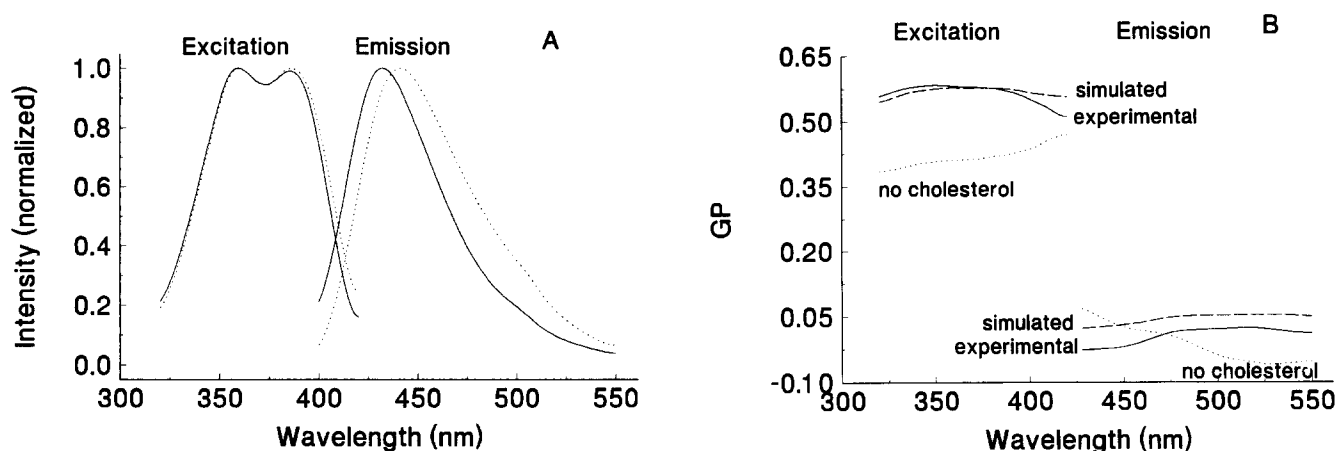 Excitation Emission A
1.0
0.8
0.6
0.4
0.2
0.0
Intensity (normalized)
300 350 400 450 500 550
Wavelength (nm)
Excitation Emission B
0.65
0.50
0.35
0.20
0.05
-0.10
GP
simulated
experimental
no cholesterol
simulated
experimental
no cholesterol
300 350 400 450 500 550
Wavelength (nm)